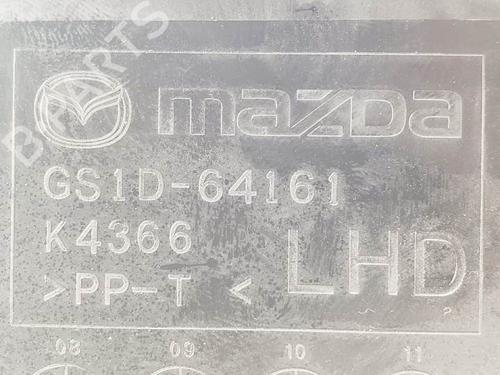 mazda
GS1D-64161
K4366
>PP-T < LHD
08 09 10 11